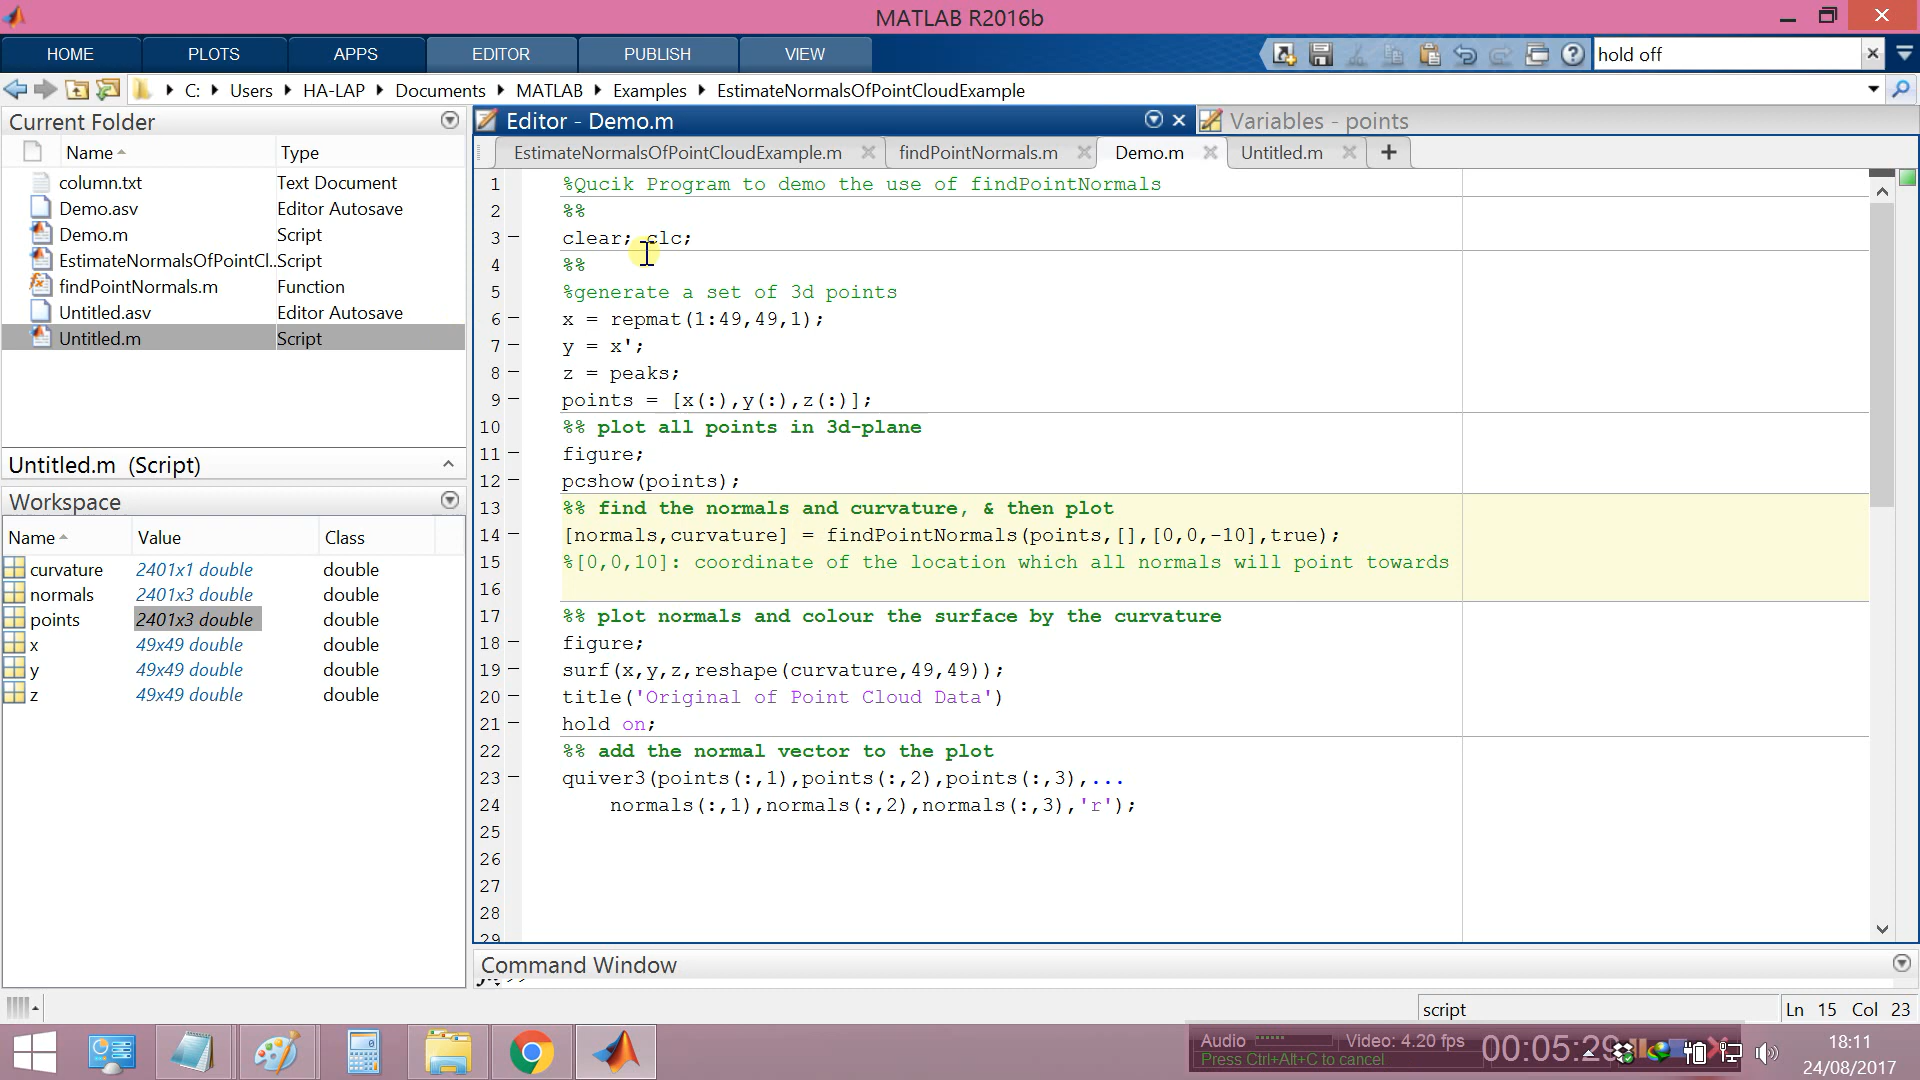 MATLAB R2016b
HOME PLOTS APPS EDITOR PUBLISH VIEW hold off
C: Users HA-LAP Documents MATLAB Examples EstimateNormalsOfPointCloudExample
Current Folder
Name Type
column.txt Text Document
Demo.asv Editor Autosave
Demo.m Script
EstimateNormalsOfPointCl... Script
findPointNormals.m Function
Untitled.asv Editor Autosave
Untitled.m Script
Untitled.m (Script)
Workspace
Name Value Class
curvature 2401x1 double double
normals 2401x3 double double
points 2401x3 double double
x 49x49 double double
y 49x49 double double
z 49x49 double double
Editor - Demo.m
Variables - points
EstimateNormalsOfPointCloudExample.m findPointNormals.m Demo.m Untitled.m
1 %Qucik Program to demo the use of findPointNormals
2 %%
3 clear; clc;
4 %%
5 %generate a set of 3d points
6 x = repmat(1:49,49,1);
7 y = x';
8 z = peaks;
9 points = [x(:),y(:),z(:)];
10 %% plot all points in 3d-plane
11 figure;
12 pcshow(points);
13 %% find the normals and curvature, & then plot
14 [normals,curvature] = findPointNormals(points,[],[0,0,-10],true);
15 %[0,0,10]: coordinate of the location which all normals will point towards
16
17 %% plot normals and colour the surface by the curvature
18 figure;
19 surf(x,y,z,reshape(curvature,49,49));
20 title('Original of Point Cloud Data')
21 hold on;
22 %% add the normal vector to the plot
23 quiver3(points(:,1),points(:,2),points(:,3),...
24 normals(:,1),normals(:,2),normals(:,3),'r');
25
26
27
28
29
Command Window
script Ln 15 Col 23
Audio Video: 4.20 fps
Press Ctrl+Alt+C to cancel
00:05:29
18:11
24/08/2017